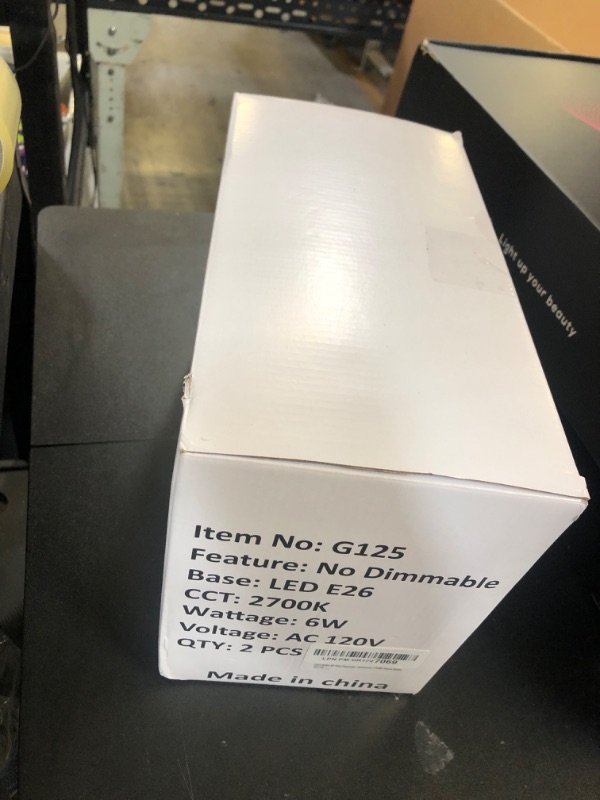 Light up your beauty
Item No: G125
Feature: No Dimmable
Base: LED E26
CCT: 2700K
Wattage: 6W
Voltage: AC 120V
QTY: 2 PCS
Made in china